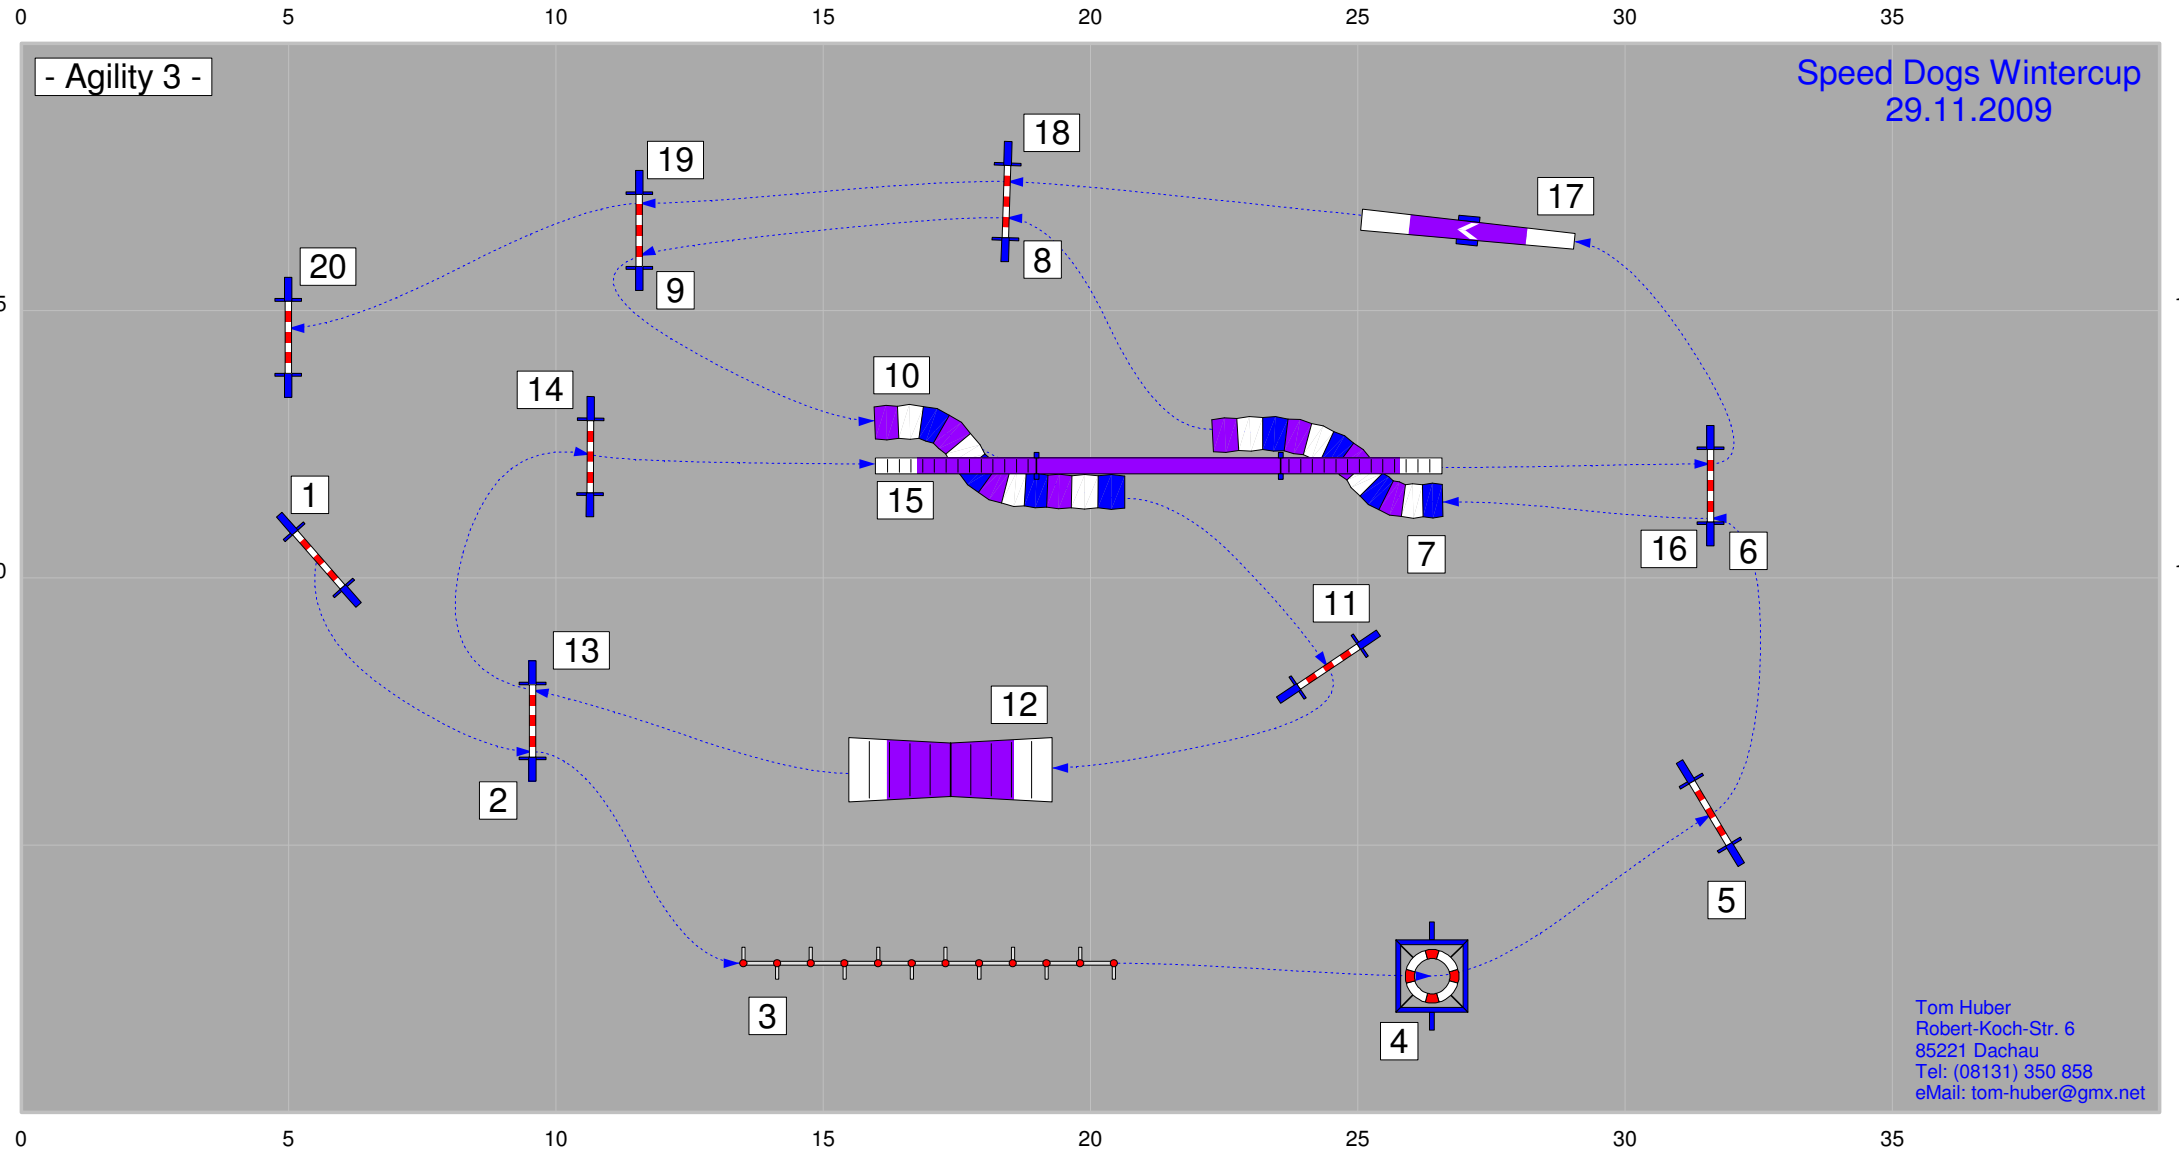 0 5 10 15 20 25 30 35
- Agility 3 -
Speed Dogs Wintercup
29.11.2009
18
19
17
8
20
9
5
10
14
1
15
16
6
7
0
11
13
12
2
5
3
4
Tom Huber
Robert-Koch-Str. 6
85221 Dachau
Tel: (08131) 350 858
eMail: tom-huber@gmx.net
0 5 10 15 20 25 30 35